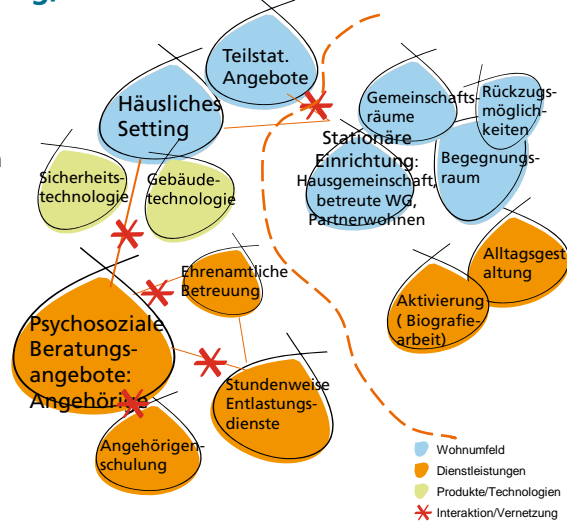 Teilstat.
Angebote
Häusliches
Setting
Sicherheits-
technologie
Gebäude-
technologie
Gemeinschafts-
räume
Rückzugs-
möglich-
keiten
Begegnungs-
raum
Stationäre
Einrichtung:
Hausgemeinschaft,
betreute WG,
Partnerwohnen
Alltagsgest
altung
Aktivierung
( Biografie-
arbeit)
Ehrenamtliche
Betreuung
Psychosoziale
Beratungs-
angebote:
Stundenweise
Entlastungs-
dienste
Angehörigen-
schulung
Wohnumfeld
Dienstleistungen
Produkte/Technologien
Interaktion/Vernetzung